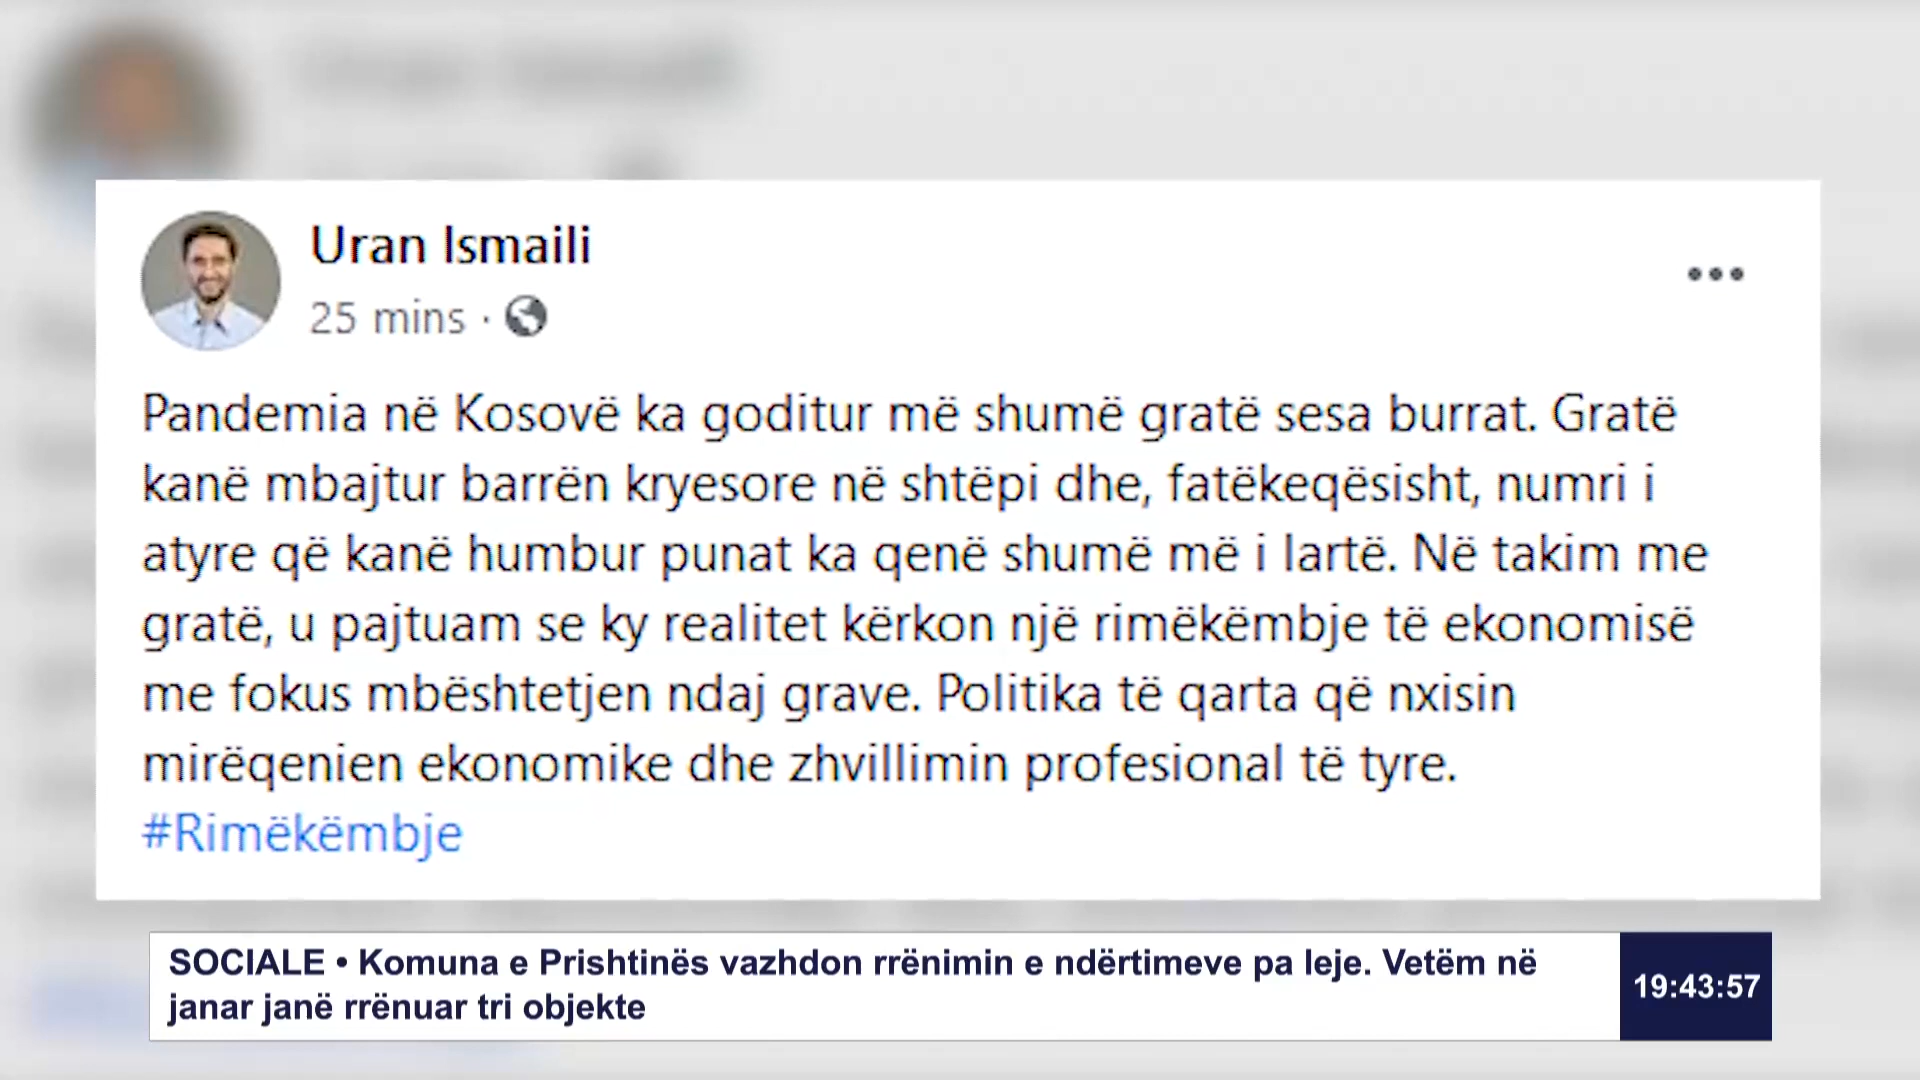 Uran Ismaili
25 mins ·
Pandemia në Kosovë ka goditur më shumë gratë sesa burrat. Gratë
kanë mbajtur barrën kryesore në shtëpi dhe, fatëkeqësisht, numri i
atyre që kanë humbur punat ka qenë shumë më i lartë. Në takim me
gratë, u pajtuam se ky realitet kërkon një rimëkëmbje të ekonomisë
me fokus mbështetjen ndaj grave. Politika të qarta që nxisin
mirëqenien ekonomike dhe zhvillimin profesional të tyre.
#Rimëkëmbje
SOCIALE • Komuna e Prishtinës vazhdon rrënimin e ndërtimeve pa leje. Vetëm në
janar janë rrënuar tri objekte
19:43:57